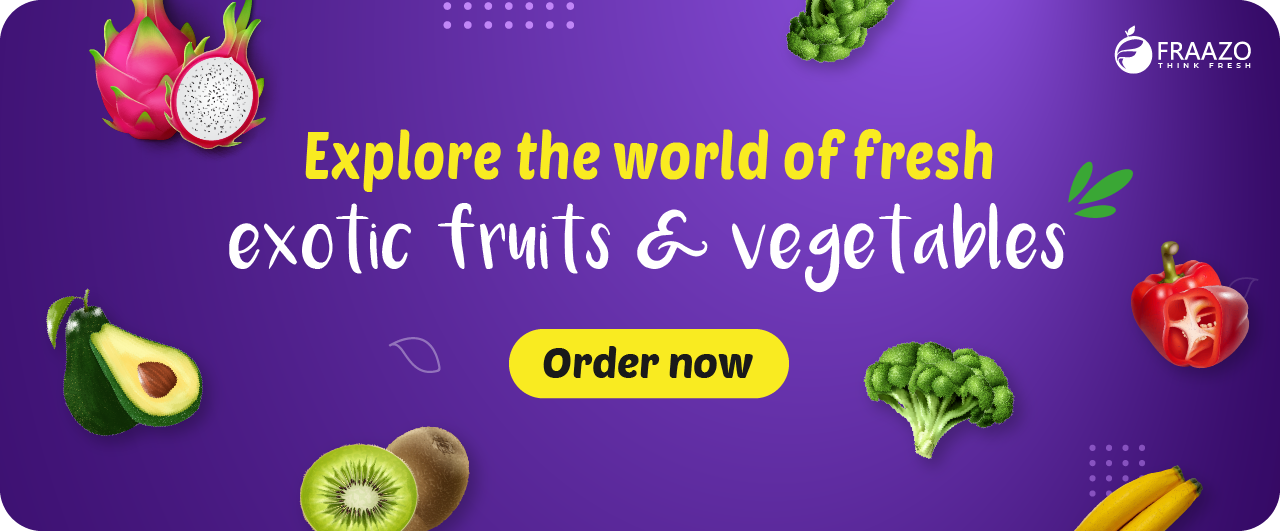 FRAAZO
THINK FRESH
Explore the world of fresh
exotic fruits & vegetables
Order now